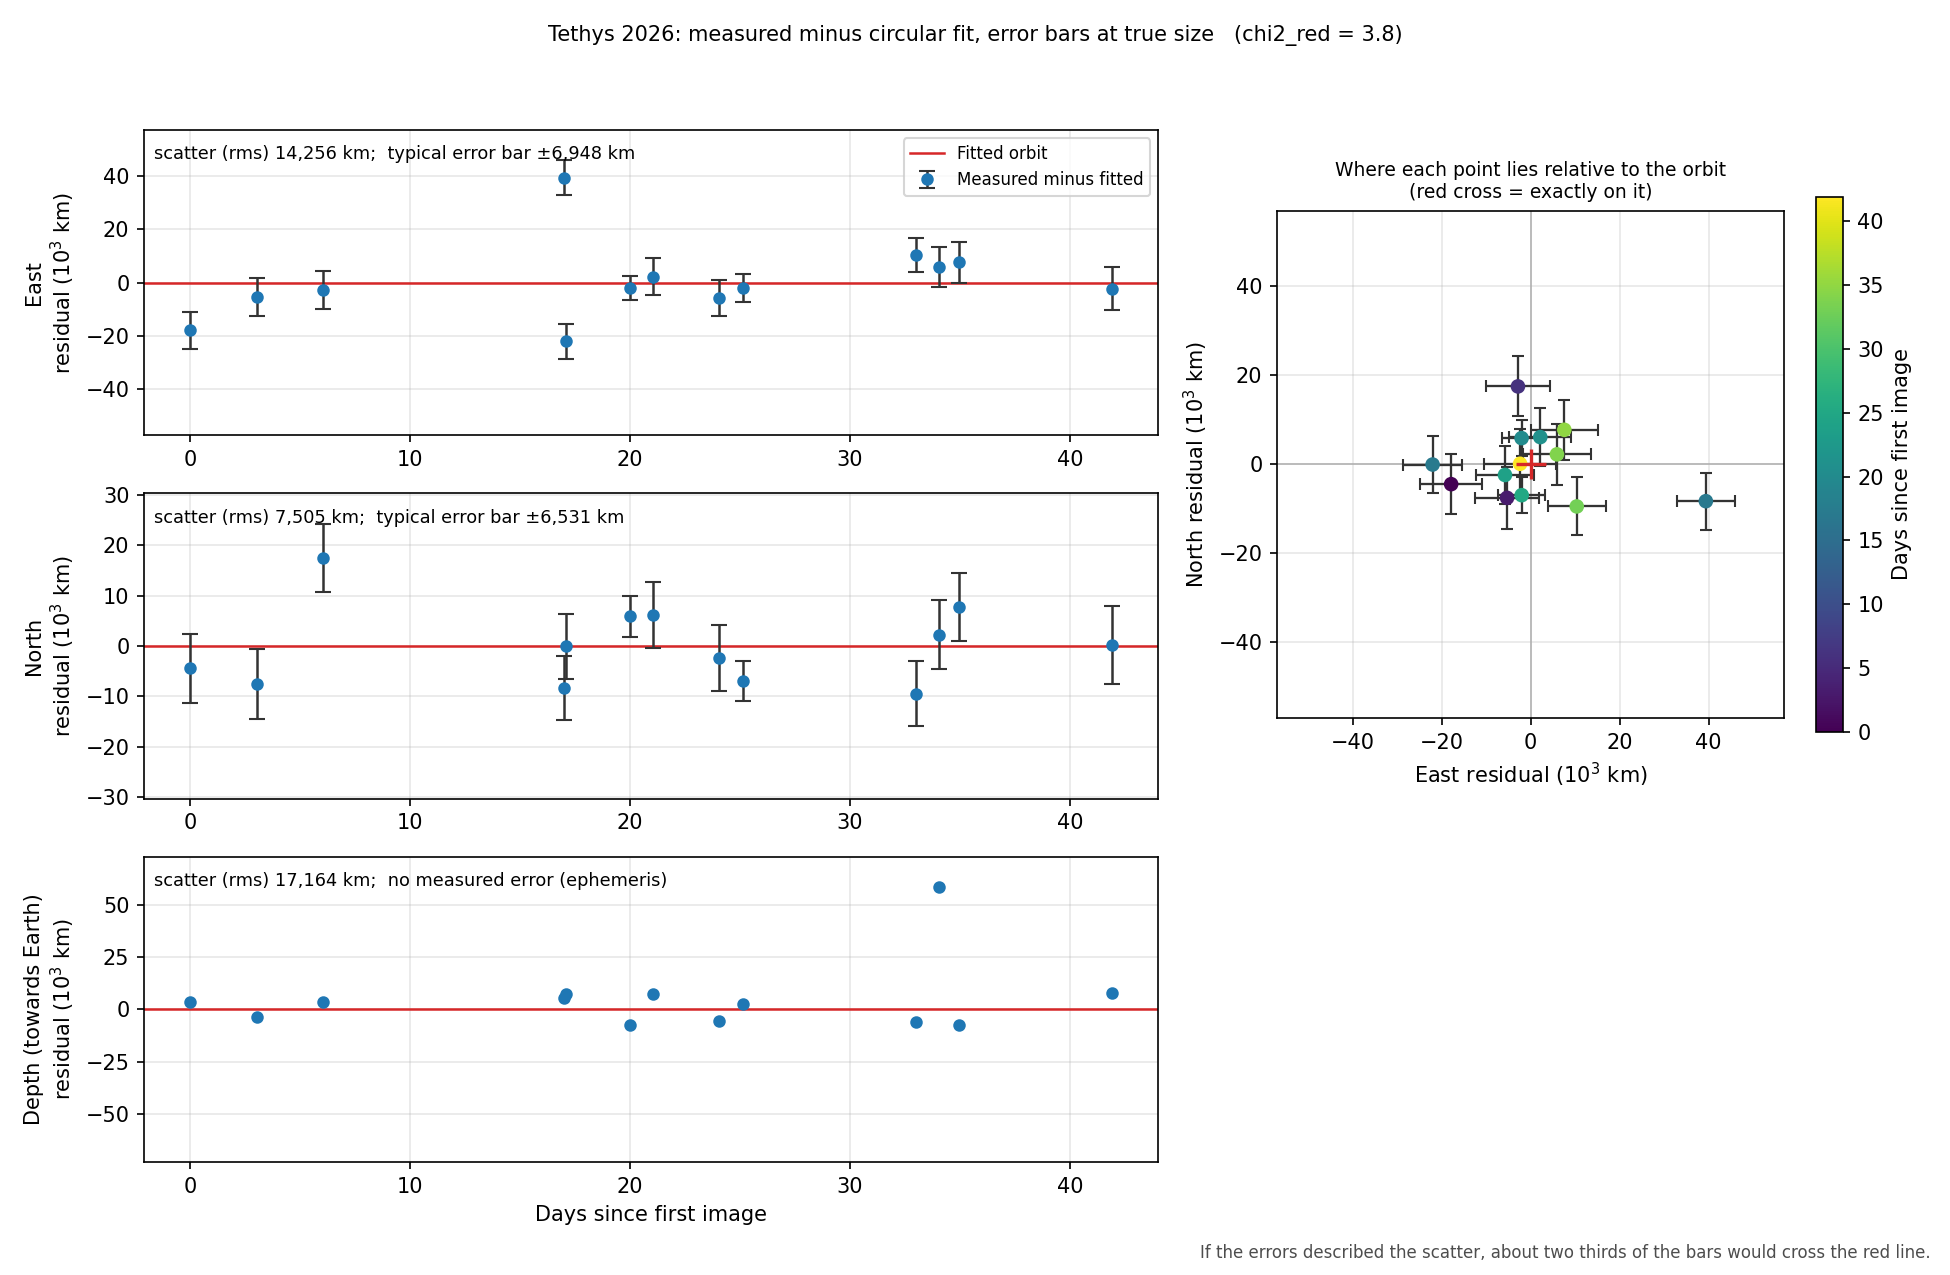 Tethys 2026: measured minus circular fit, error bars at true size (chi2_red = 3.8)
scatter (rms) 14,256 km; typical error bar ±6,948 km
Fitted orbit
Measured minus fitted
East
residual (10³ km)
40
20
0
−20
−40
0 10 20 30 40
scatter (rms) 7,505 km; typical error bar ±6,531 km
North
residual (10³ km)
30
20
10
0
−10
−20
−30
0 10 20 30 40
scatter (rms) 17,164 km; no measured error (ephemeris)
Depth (towards Earth)
residual (10³ km)
50
25
0
−25
−50
0 10 20 30 40
Days since first image
Where each point lies relative to the orbit
(red cross = exactly on it)
North residual (10³ km)
40
20
0
−20
−40
−40 −20 0 20 40
East residual (10³ km)
40
35
30
25
20
15
10
5
0
Days since first image
If the errors described the scatter, about two thirds of the bars would cross the red line.